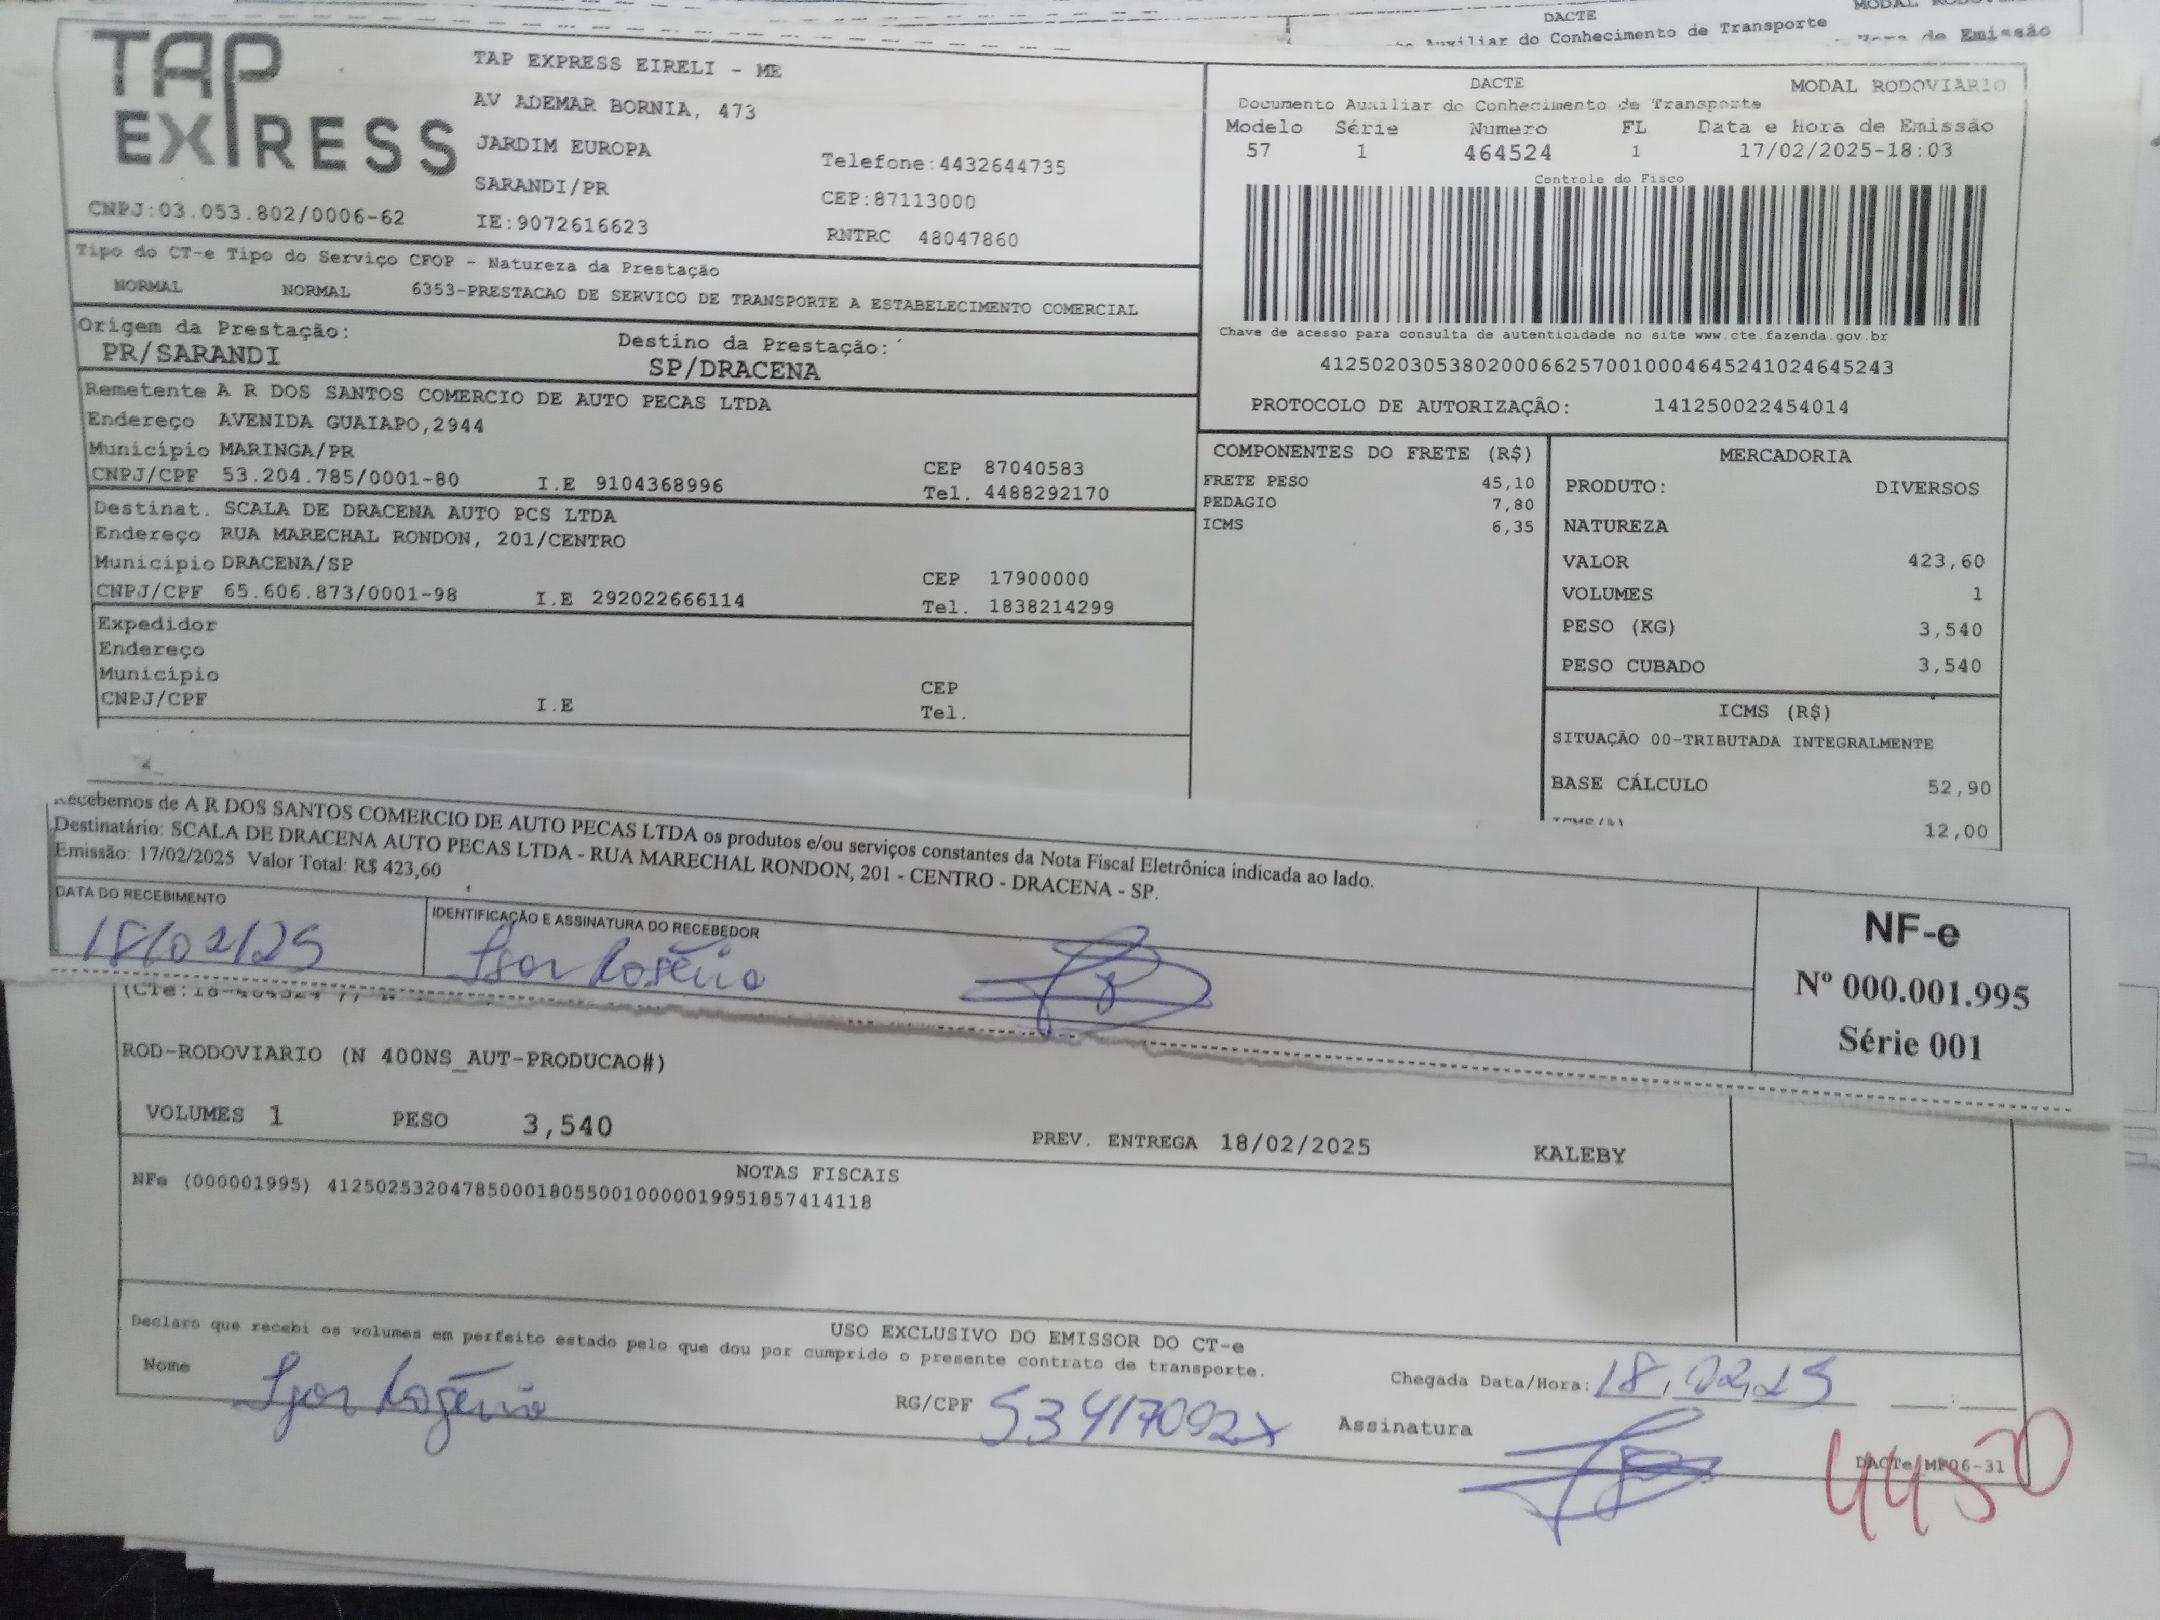 DACTE
Auxiliar do Conhecimento de Transporte
de Emissão
TAP EXPRESS
TAP EXPRESS EIRELI - ME
AV ADEMAR BORNIA, 473
JARDIM EUROPA
Telefone:4432644735
SARANDI/PR
CEP:87113000
CNPJ:03.053.802/0006-62
IE:9072616623
RNTRC 48047860
DACTE
MODAL RODOVIÁRIO
Documento Auxiliar do Conhecimento de Transporte
Modelo Série Numero FL Data e Hora de Emissão
57 1 464524 1 17/02/2025-18:03
Controle do Fisco
Chave de acesso para consulta de autenticidade no site www.cte.fazenda.gov.br
41250203053802000662570010004645241024645243
PROTOCOLO DE AUTORIZAÇÃO: 141250022454014
Tipo do CT-e Tipo do Serviço CFOP - Natureza da Prestação
NORMAL NORMAL 6353-PRESTACAO DE SERVICO DE TRANSPORTE A ESTABELECIMENTO COMERCIAL
Origem da Prestação: Destino da Prestação:
PR/SARANDI SP/DRACENA
Remetente A R DOS SANTOS COMERCIO DE AUTO PECAS LTDA
Endereço AVENIDA GUAIAPO,2944
Município MARINGA/PR CEP 87040583
CNPJ/CPF 53.204.785/0001-80 I.E 9104368996 Tel. 4488292170
Destinat. SCALA DE DRACENA AUTO PCS LTDA
Endereço RUA MARECHAL RONDON, 201/CENTRO
Município DRACENA/SP CEP 17900000
CNPJ/CPF 65.606.873/0001-98 I.E 292022666114 Tel. 1838214299
Expedidor
Endereço
Município CEP
CNPJ/CPF I.E Tel.
COMPONENTES DO FRETE (R$)
FRETE PESO 45,10
PEDAGIO 7,80
ICMS 6,35
MERCADORIA
PRODUTO: DIVERSOS
NATUREZA
VALOR 423,60
VOLUMES 1
PESO (KG) 3,540
PESO CUBADO 3,540
ICMS (R$)
SITUAÇÃO 00-TRIBUTADA INTEGRALMENTE
BASE CÁLCULO 52,90
12,00
Recebemos de A R DOS SANTOS COMERCIO DE AUTO PECAS LTDA os produtos e/ou serviços constantes da Nota Fiscal Eletrônica indicada ao lado.
Destinatário: SCALA DE DRACENA AUTO PECAS LTDA - RUA MARECHAL RONDON, 201 - CENTRO - DRACENA - SP.
Emissão: 17/02/2025 Valor Total: R$ 423,60
DATA DO RECEBIMENTO IDENTIFICAÇÃO E ASSINATURA DO RECEBEDOR
18/02/25 Igor Rogério
NF-e
Nº 000.001.995
Série 001
ROD-RODOVIARIO (N 400NS_AUT-PRODUCAO#)
VOLUMES 1 PESO 3,540 PREV. ENTREGA 18/02/2025 KALEBY
NOTAS FISCAIS
NFe (000001995) 41250253204785000180550010000019951857414118
USO EXCLUSIVO DO EMISSOR DO CT-e
Declaro que recebi os volumes em perfeito estado pelo que dou por cumprido o presente contrato de transporte.
Nome Igor Rogério RG/CPF 53417092x Chegada Data/Hora: 18/02/25
Assinatura
DACTe_MP06-31
4450